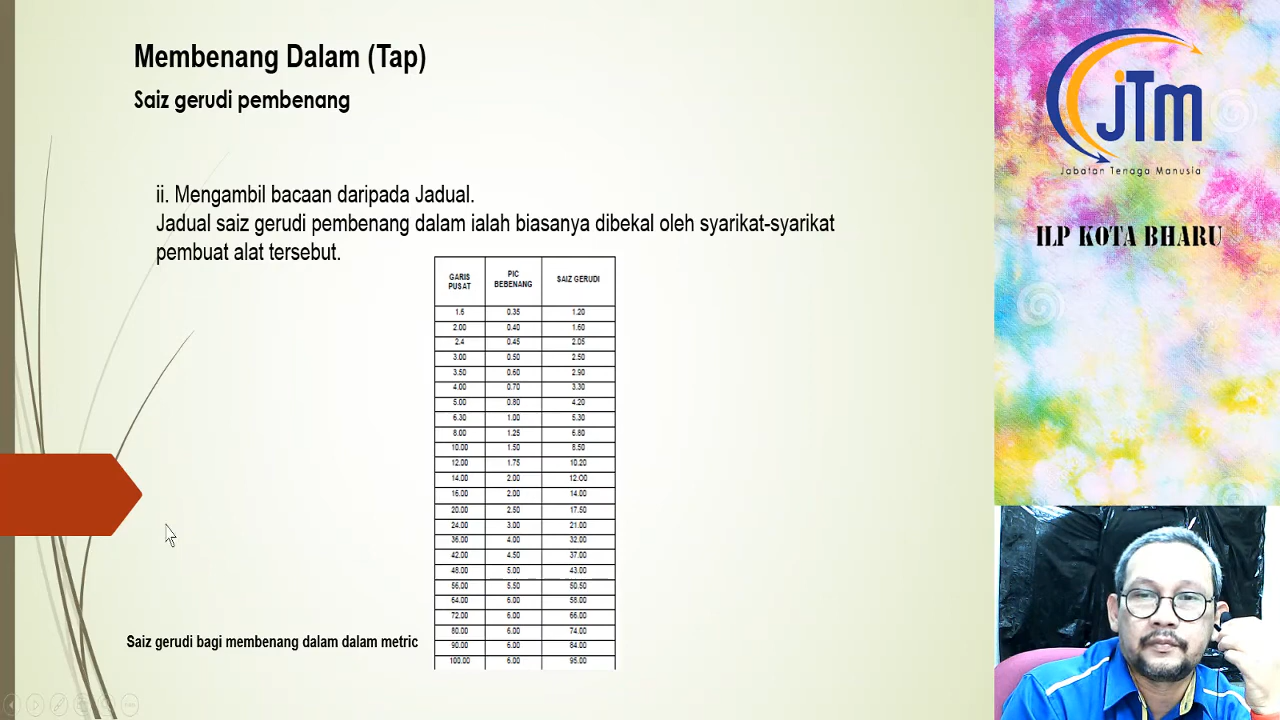 Membenang Dalam (Tap)
Saiz gerudi pembenang
ii. Mengambil bacaan daripada Jadual.
Jadual saiz gerudi pembenang dalam ialah biasanya dibekal oleh syarikat-syarikat
pembuat alat tersebut.
GARIS PUSAT PIC BEBENANG SAIZ GERUDI
1.6 0.35 1.20
2.00 0.40 1.60
2.4 0.45 2.05
3.00 0.50 2.50
3.50 0.60 2.90
4.00 0.70 3.30
5.00 0.80 4.20
6.30 1.00 5.30
8.00 1.25 6.80
10.00 1.50 8.50
12.00 1.75 10.20
14.00 2.00 12.00
16.00 2.00 14.00
20.00 2.50 17.50
24.00 3.00 21.00
36.00 4.00 32.00
42.00 4.50 37.00
48.00 5.00 43.00
56.00 5.50 50.50
64.00 6.00 58.00
72.00 6.00 66.00
80.00 6.00 74.00
90.00 6.00 84.00
100.00 6.00 95.00
Saiz gerudi bagi membenang dalam dalam metric
jTm
Jabatan Tenaga Manusia
ILP KOTA BHARU